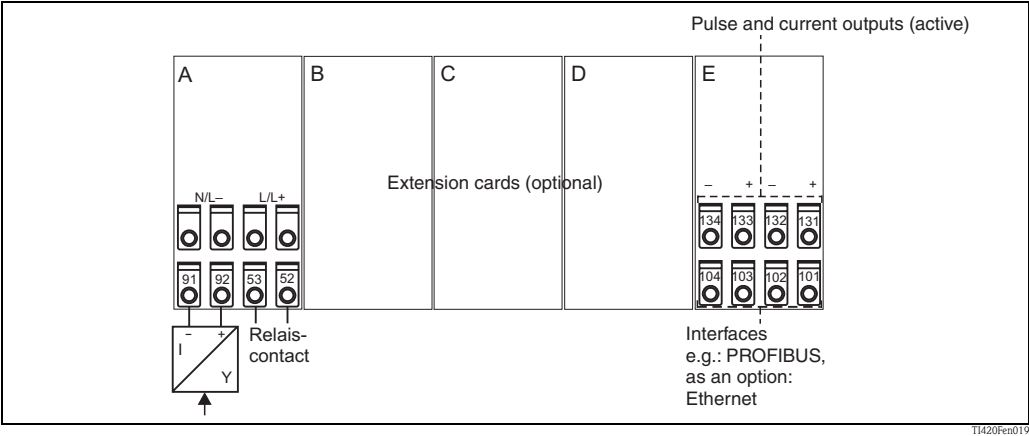 Pulse and current outputs (active)
A B C D E
Extension cards (optional)
– + – +
N/L– L/L+
134 133 132 131
91 92 53 52
104 103 102 101
– +
I
Y
Relais-
contact
Interfaces
e.g.: PROFIBUS,
as an option:
Ethernet
TI420Fen019